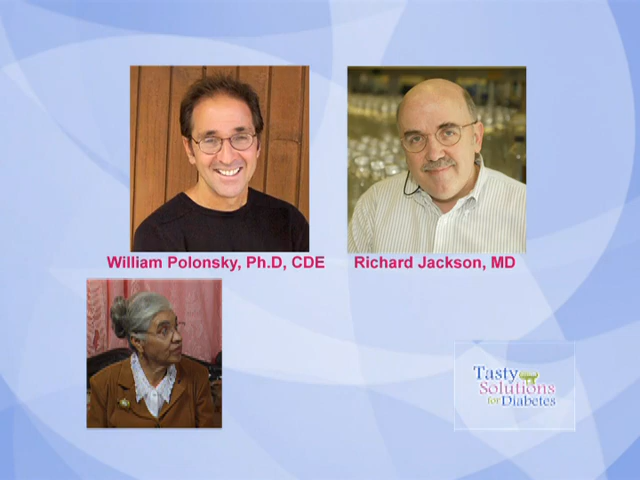 William Polonsky, Ph.D, CDE
Richard Jackson, MD
Tasty
Solutions
for Diabetes